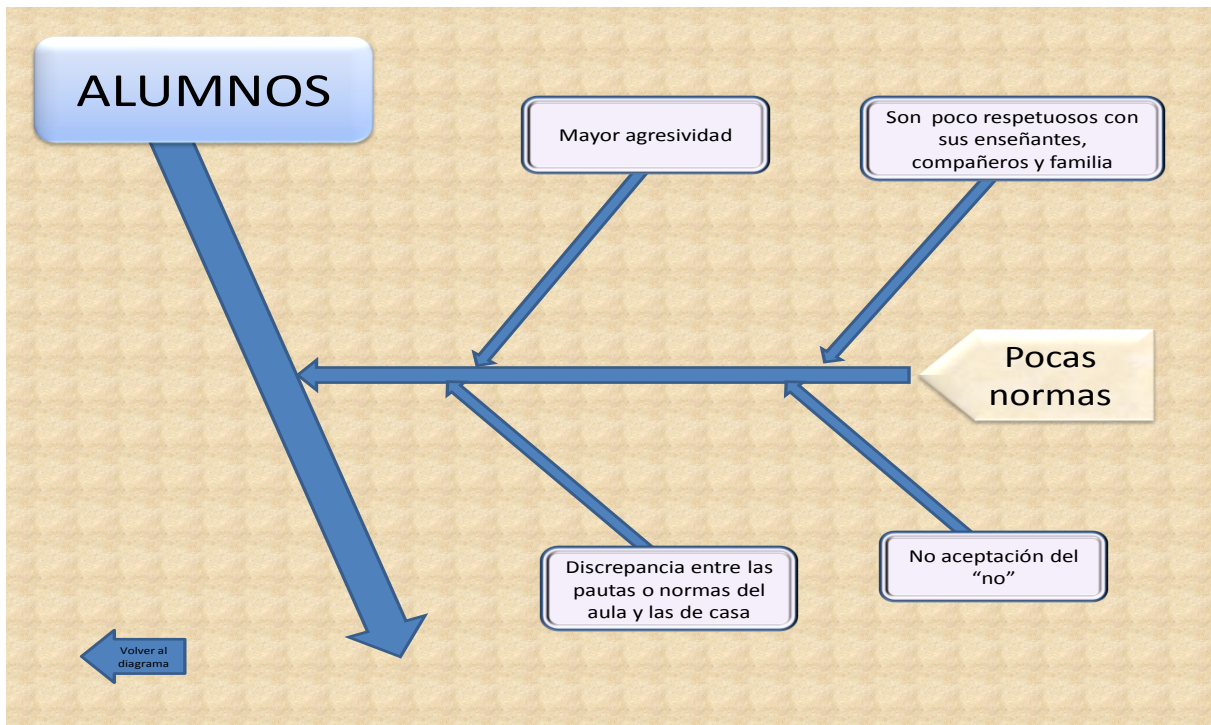 ALUMNOS
Mayor agresividad
Son poco respetuosos con
sus enseñantes,
compañeros y familia
Pocas
normas
Discrepancia entre las
pautas o normas del
aula y las de casa
No aceptación del
“no”
Volver al
diagrama